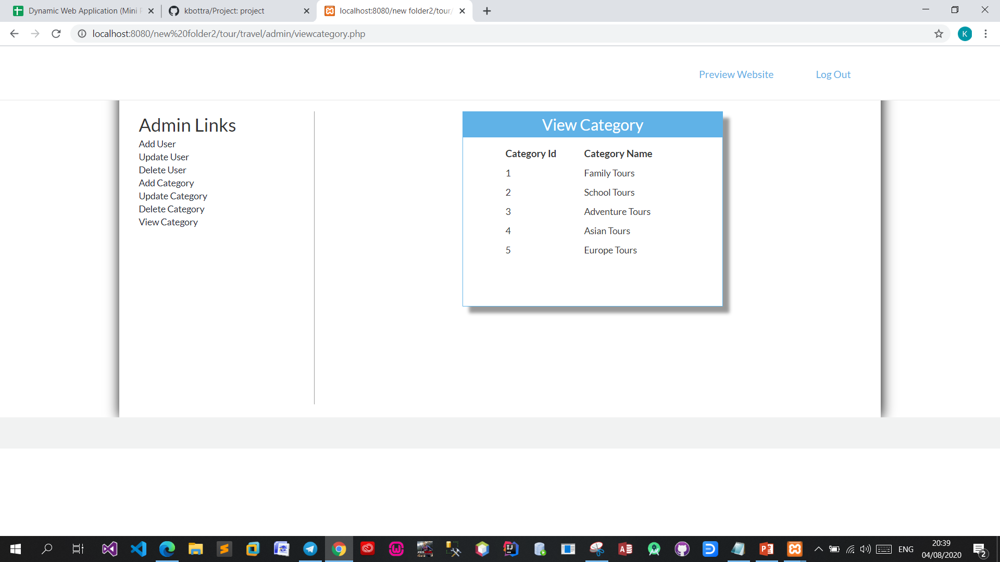 Dynamic Web Application (Mini
kbottra/Project: project
localhost:8080/new folder2/tour/
localhost:8080/new%20folder2/tour/travel/admin/viewcategory.php
K
Preview Website
Log Out
Admin Links
Add User
Update User
Delete User
Add Category
Update Category
Delete Category
View Category
View Category
Category Id Category Name
1 Family Tours
2 School Tours
3 Adventure Tours
4 Asian Tours
5 Europe Tours
ENG
20:39
04/08/2020
2